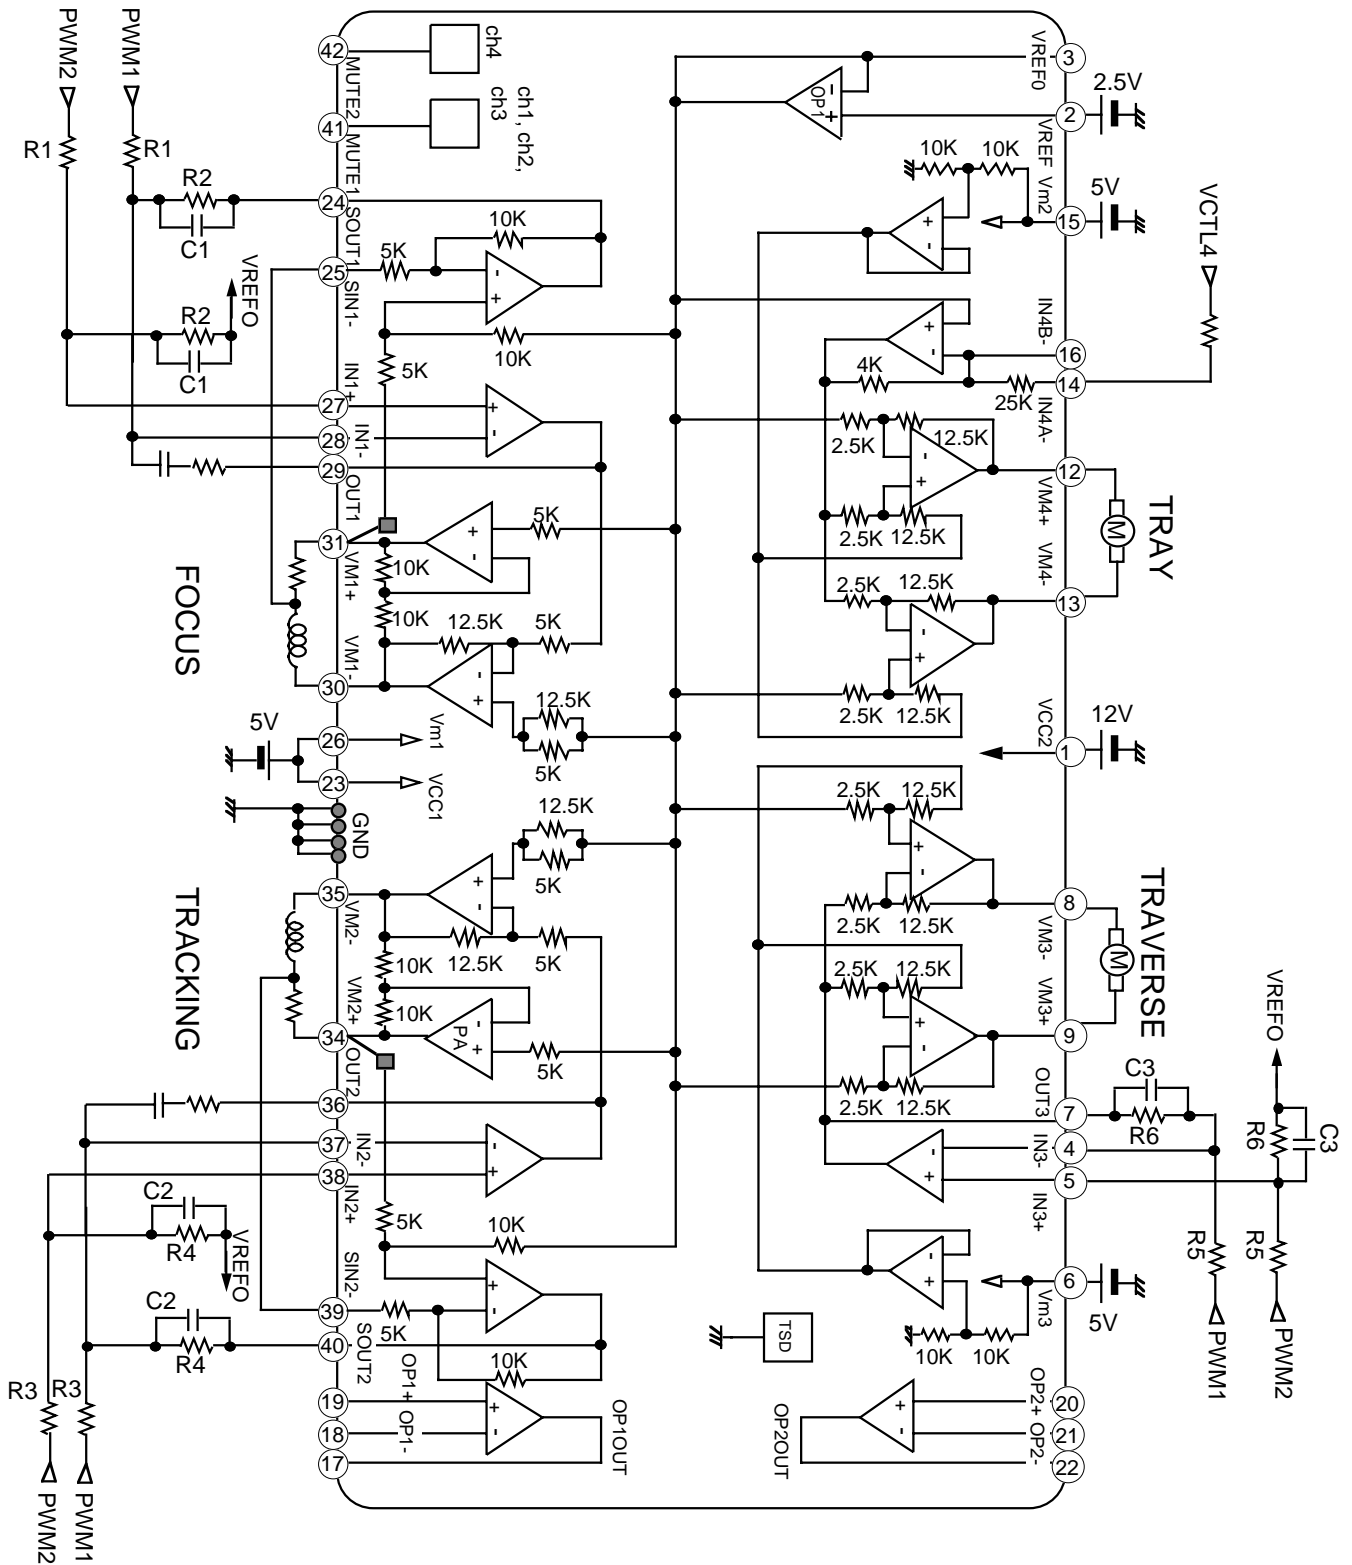 PWM2
PWM1
R1
R1
R2
C1
VREFO
R2
C1
42
MUTE2
41
MUTE1
24
SOUT1
25
SIN1-
IN1+
27
28
IN1-
29
OUT1
31
VM1+
VM1-
30
FOCUS
5V
26
Vm1
23
VCC1
GND
TRACKING
35
VM2-
VM2+
34
OUT2
36
37
IN2-
38
IN2+
C2
R4
VREFO
SIN2-
39
C2
R4
40
SOUT2
R3
R3
PWM2
PWM1
OP1+
19
18
OP1-
17
OP1OUT
ch4
ch1, ch2,
ch3
10K
5K
-
+
10K
5K
+
-
5K
+
-
10K
10K
12.5K
5K
-
+
12.5K
5K
12.5K
5K
+
-
12.5K
5K
10K
10K
-
PA
+
5K
-
+
5K
10K
+
-
5K
10K
+
-
3
VREF0
-
OP1
+
2
VREF
2.5V
10K
10K
Vm2
15
5V
+
-
VCTL4
IN4B-
16
14
IN4A-
+
-
4K
25K
2.5K
12.5K
-
+
2.5K
12.5K
12
VM4+
M
TRAY
VM4-
13
2.5K
12.5K
-
+
2.5K
12.5K
VCC2
1
12V
2.5K
12.5K
+
-
2.5K
12.5K
8
VM3-
M
TRAVERSE
2.5K
12.5K
+
-
2.5K
12.5K
VM3+
9
OUT3
7
C3
R6
VREFO
R6
C3
IN3-
4
5
IN3+
-
+
R5
R5
PWM1
PWM2
-
+
6
Vm3
5V
10K
10K
TSD
OP2+
20
21
OP2-
22
+
-
OP2OUT